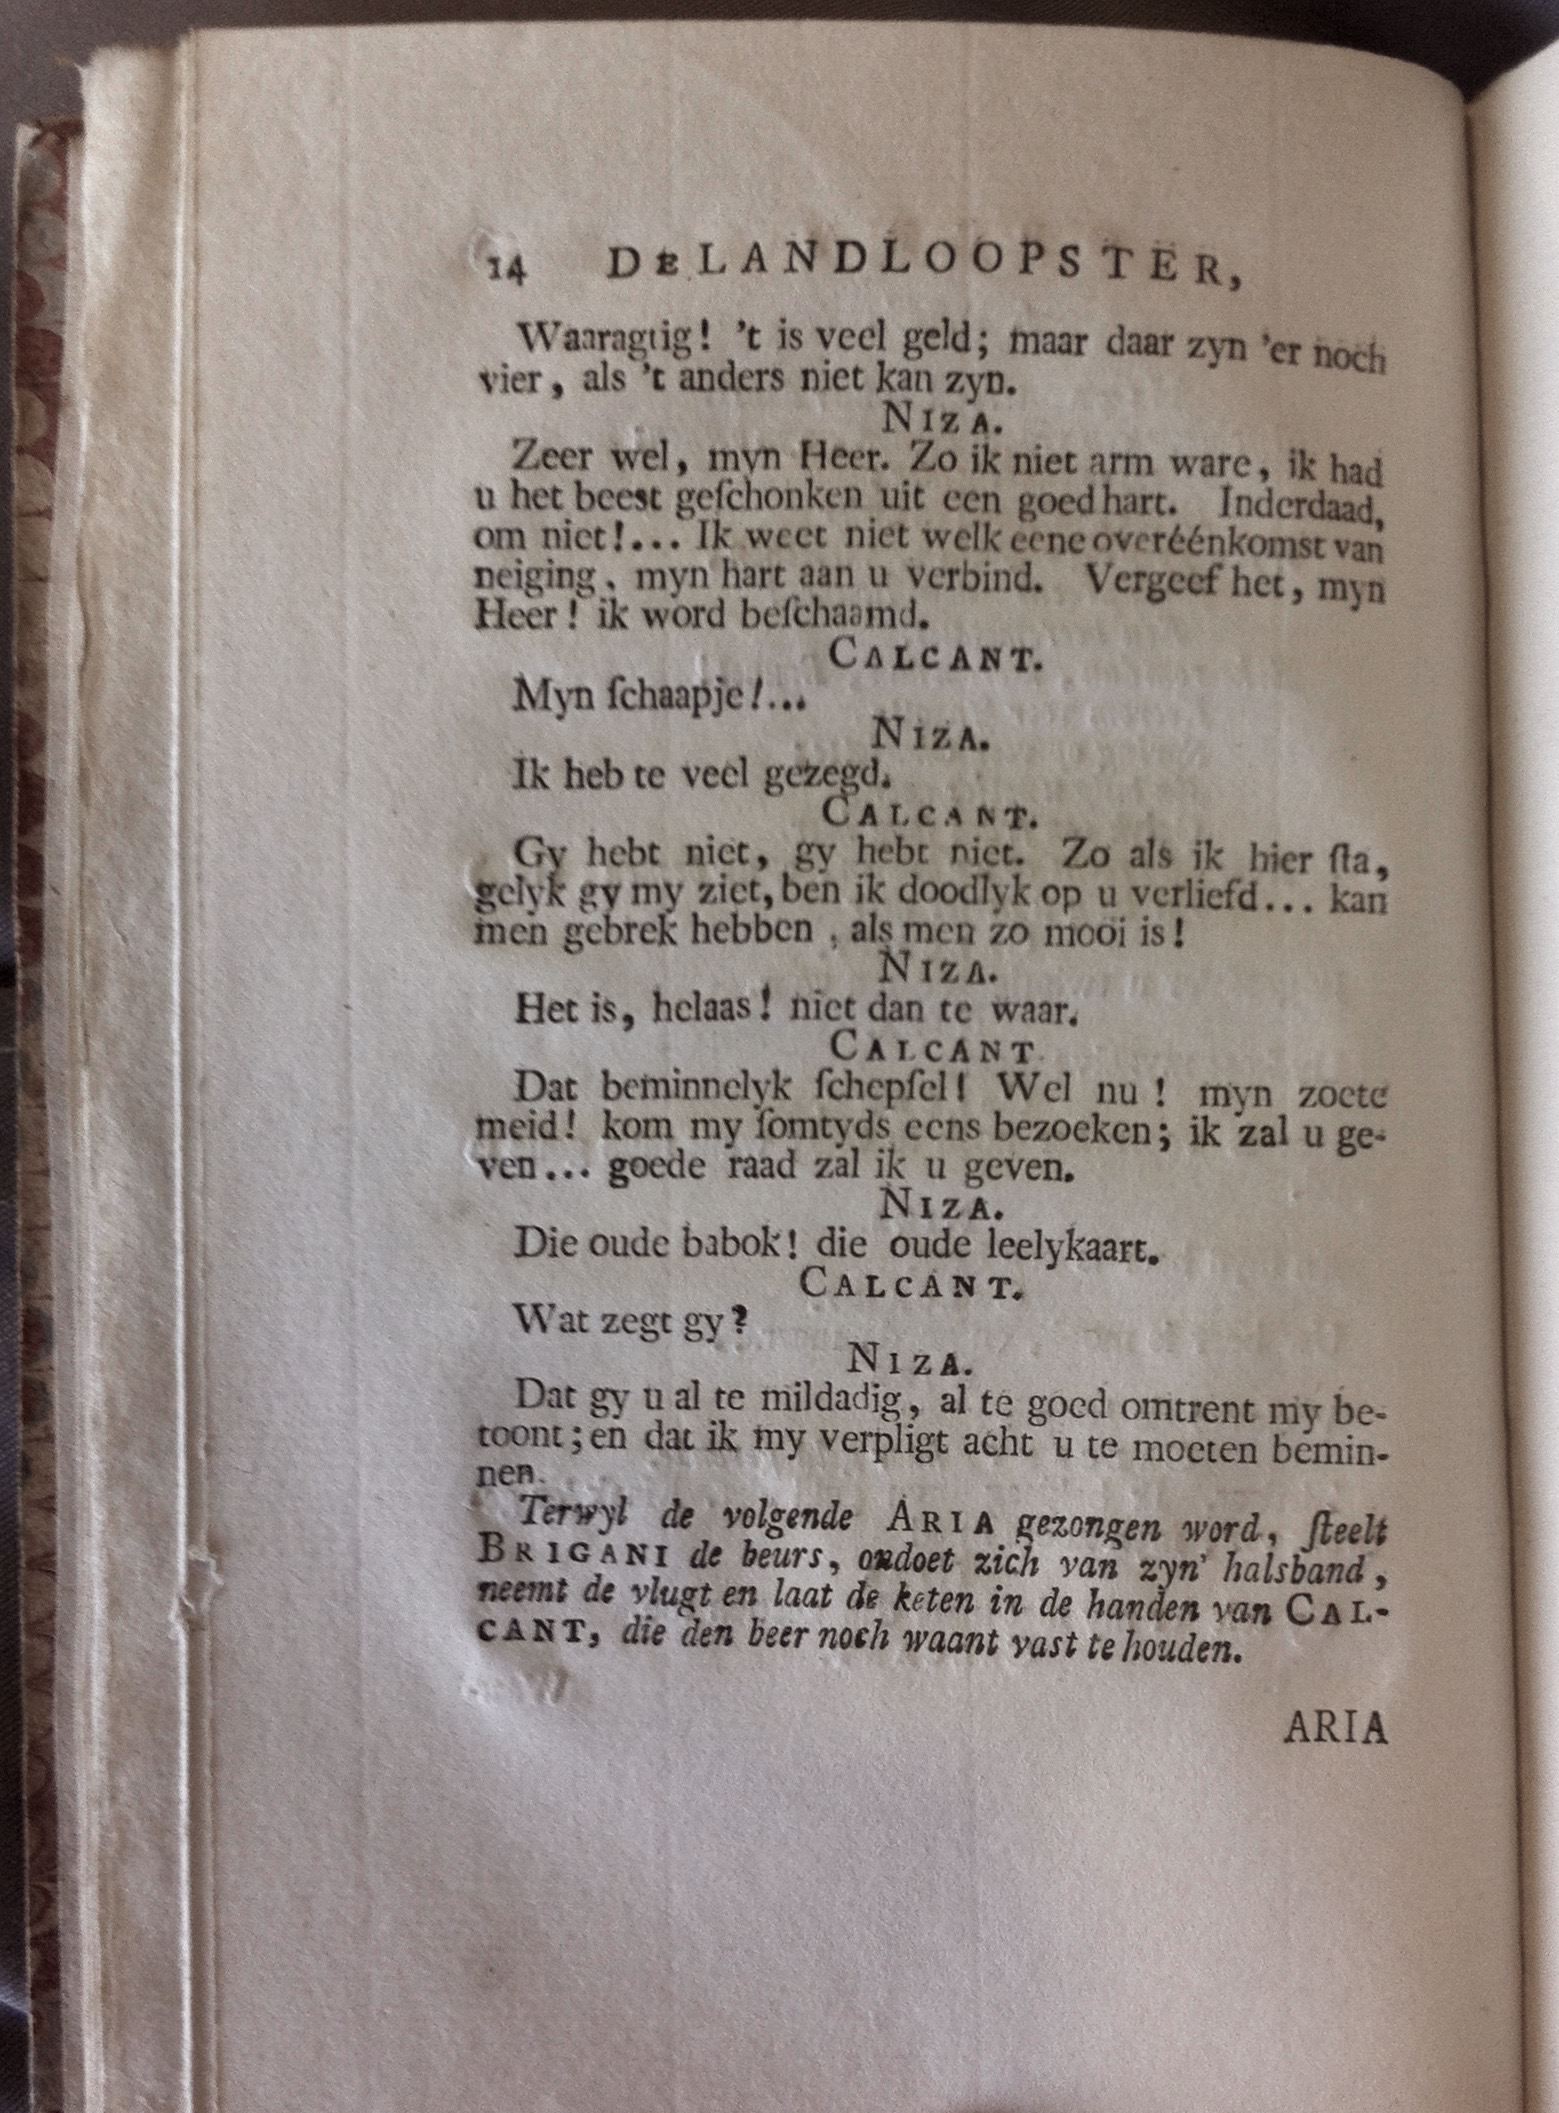 14 DE LANDLOOPSTER,
Waaragtig! 't is veel geld; maar daar zyn 'er noch
vier, als 't anders niet kan zyn.
NIZA.
Zeer wel, myn Heer. Zo ik niet arm ware, ik had
u het beest geſchonken uit een goed hart. Inderdaad,
om niet!... Ik weet niet welk eene overéénkomst van
neiging, myn hart aan u verbind. Vergeef het, myn
Heer! ik word beſchaamd.
CALCANT.
Myn ſchaapje!...
NIZA.
Ik heb te veel gezegd.
CALCANT.
Gy hebt niet, gy hebt niet. Zo als ik hier ſta,
gelyk gy my ziet, ben ik doodlyk op u verliefd... kan
men gebrek hebben, als men zo mooi is!
NIZA.
Het is, helaas! niet dan te waar.
CALCANT.
Dat beminnelyk ſchepſel! Wel nu! myn zoete
meid! kom my ſomtyds eens bezoeken; ik zal u ge-
ven... goede raad zal ik u geven.
NIZA.
Die oude babok! die oude leelykaart.
CALCANT.
Wat zegt gy?
NIZA.
Dat gy u al te mildadig, al te goed omtrent my be-
toont; en dat ik my verpligt acht u te moeten bemin-
nen.
Terwyl de volgende ARIA gezongen word, ſteelt
BRIGANI de beurs, ondoet zich van zyn' halsband,
neemt de vlugt en laat de keten in de handen van CAL-
CANT, die den beer noch waant vast te houden.
ARIA